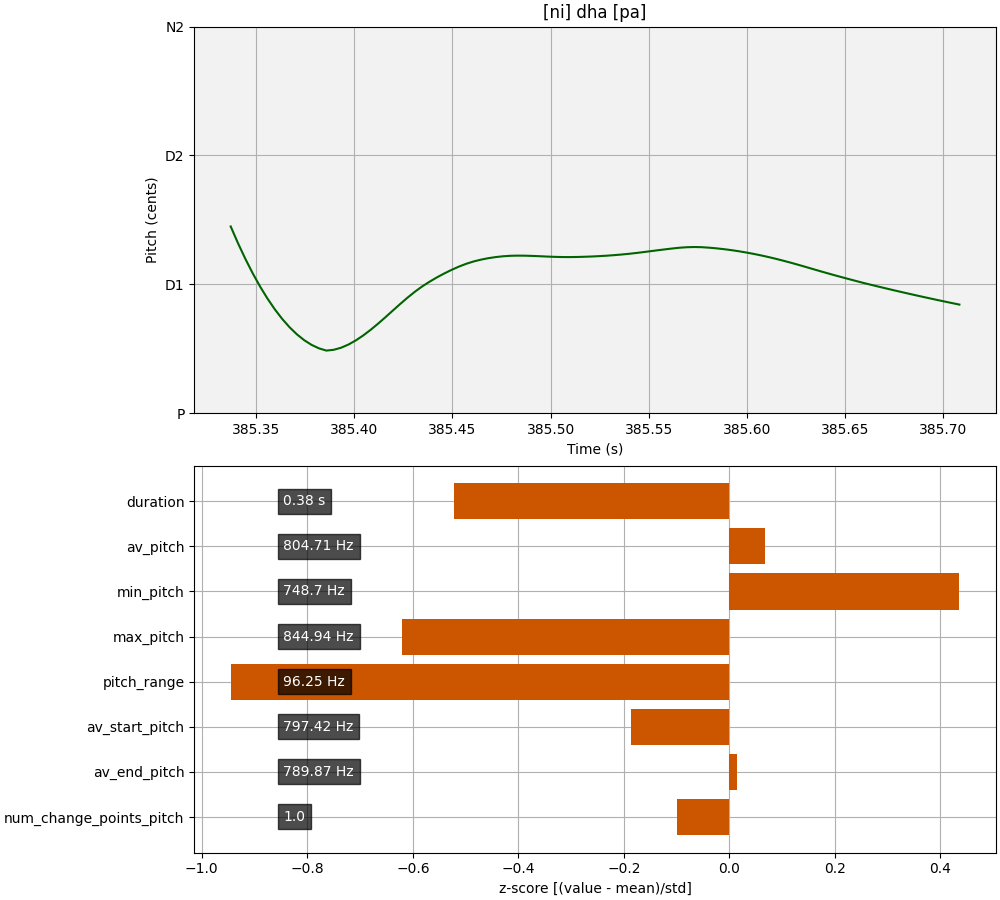 [ni] dha [pa]
N2
D2
D1
P
Pitch (cents)
385.35 385.40 385.45 385.50 385.55 385.60 385.65 385.70
Time (s)
duration 0.38 s
av_pitch 804.71 Hz
min_pitch 748.7 Hz
max_pitch 844.94 Hz
pitch_range 96.25 Hz
av_start_pitch 797.42 Hz
av_end_pitch 789.87 Hz
num_change_points_pitch 1.0
−1.0 −0.8 −0.6 −0.4 −0.2 0.0 0.2 0.4
z-score [(value - mean)/std]